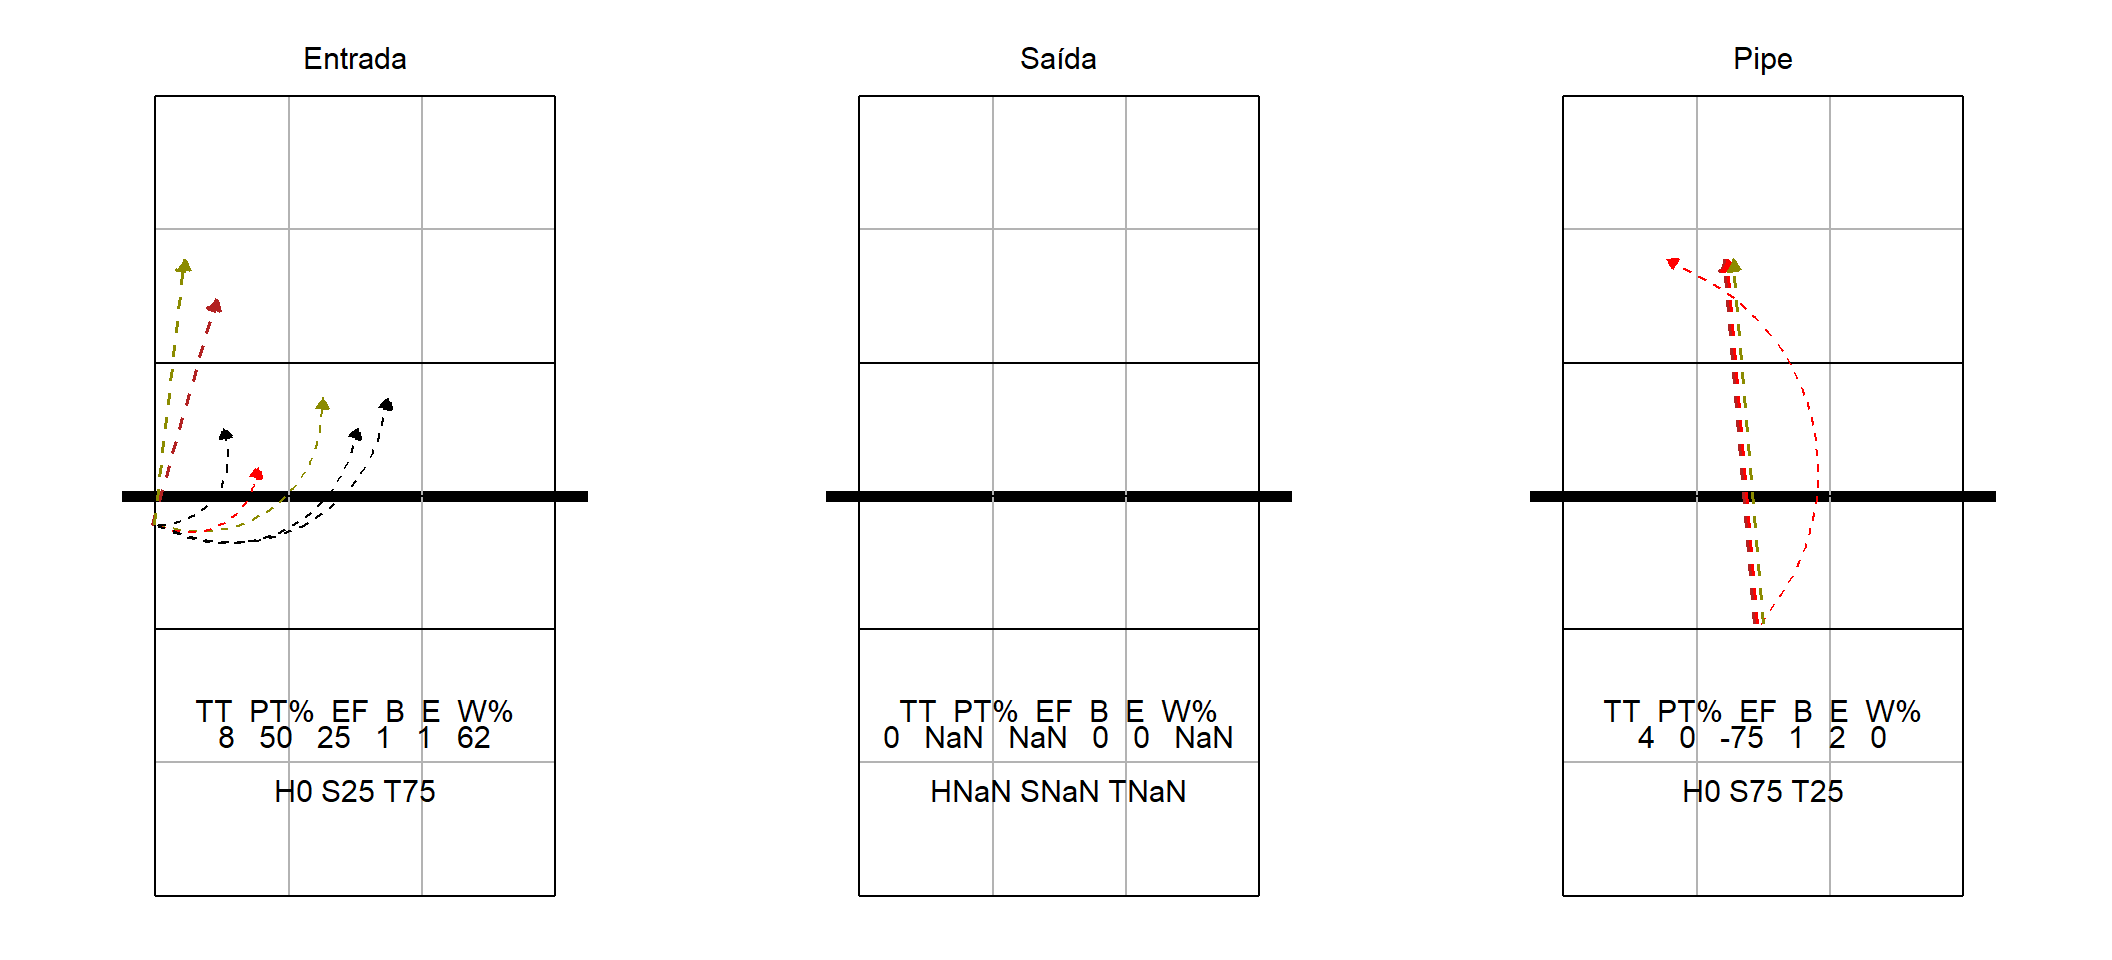 Entrada
TT PT% EF B E W%
8 50 25 1 1 62
H0 S25 T75
Saída
TT PT% EF B E W%
0 NaN NaN 0 0 NaN
HNaN SNaN TNaN
Pipe
TT PT% EF B E W%
4 0 -75 1 2 0
H0 S75 T25